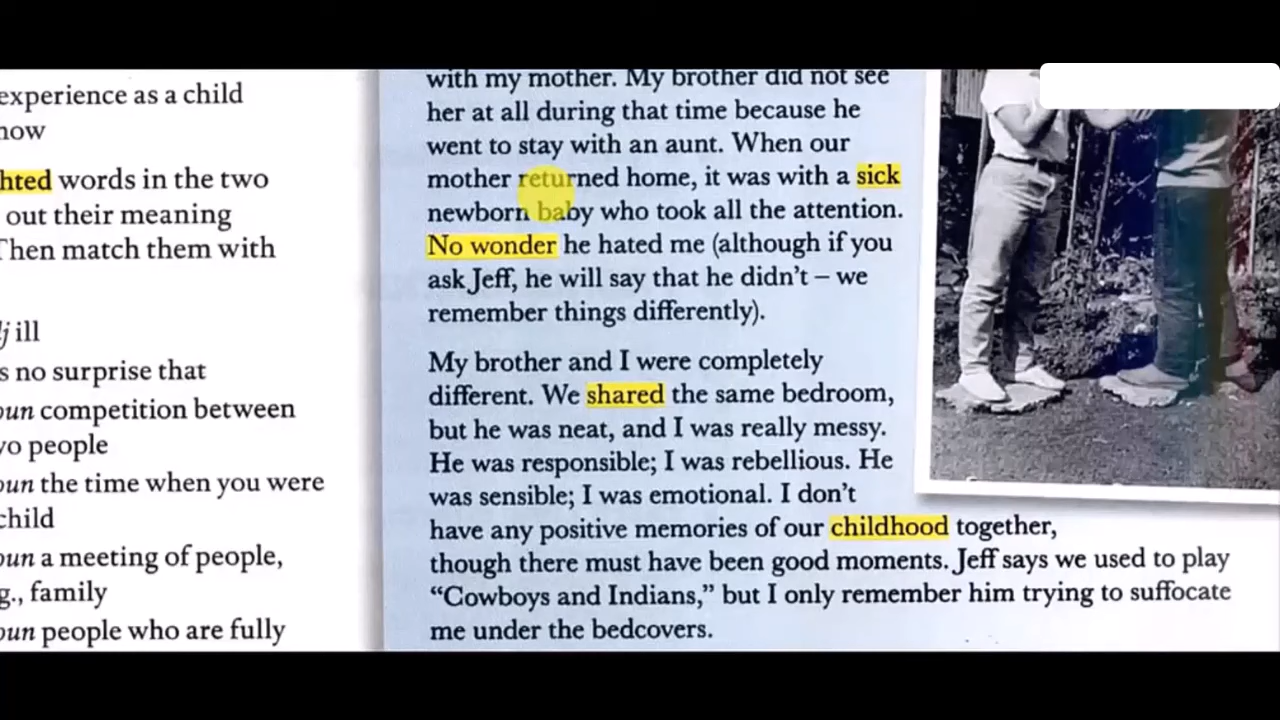 experience as a child
now
hted words in the two
out their meaning
Then match them with
j ill
s no surprise that
oun competition between
vo people
oun the time when you were
child
oun a meeting of people,
g., family
oun people who are fully
with my mother. My brother did not see
her at all during that time because he
went to stay with an aunt. When our
mother returned home, it was with a sick
newborn baby who took all the attention.
No wonder he hated me (although if you
ask Jeff, he will say that he didn't – we
remember things differently).
My brother and I were completely
different. We shared the same bedroom,
but he was neat, and I was really messy.
He was responsible; I was rebellious. He
was sensible; I was emotional. I don't
have any positive memories of our childhood together,
though there must have been good moments. Jeff says we used to play
“Cowboys and Indians,” but I only remember him trying to suffocate
me under the bedcovers.